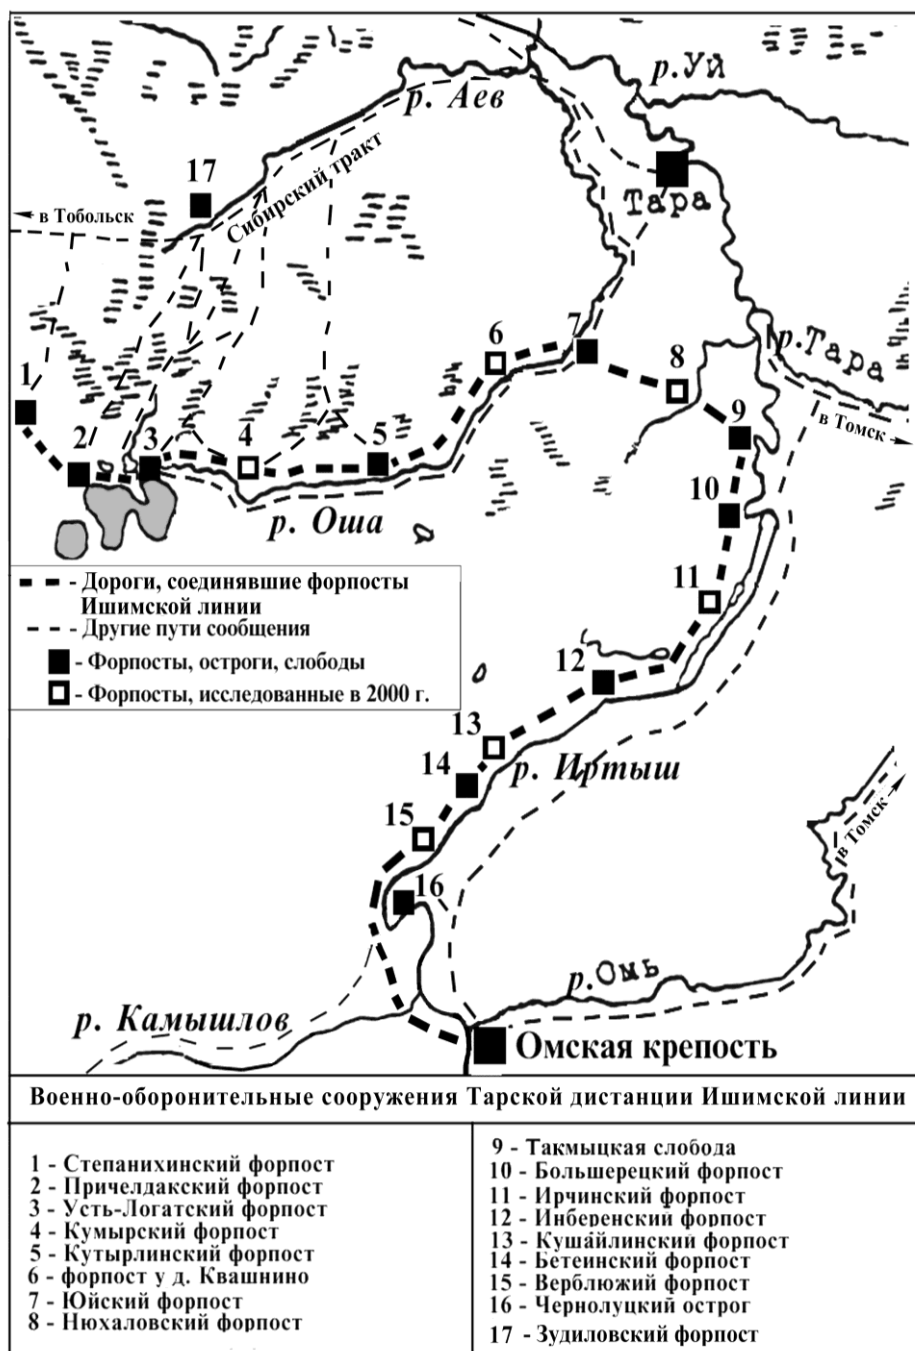 р. Уй
р. Аев
17
Сибирский тракт
Тара
в Тобольск
1
6
7
8
р. Тара
2
3
4
5
9
в Томск
р. Оша
10
11
- Дороги, соединявшие форпосты
Ишимской линии
- Другие пути сообщения
- Форпосты, остроги, слободы
- Форпосты, исследованные в 2000 г.
12
13
14
р. Иртыш
15
в Томск
16
р. Омь
р. Камышлов
Омская крепость
Военно-оборонительные сооружения Тарской дистанции Ишимской линии
1 - Степанихинский форпост
2 - Причелдакский форпост
3 - Усть-Логатский форпост
4 - Кумырский форпост
5 - Кутырлинский форпост
6 - форпост у д. Квашнино
7 - Юйский форпост
8 - Нюхаловский форпост
9 - Такмыцкая слобода
10 - Большерецкий форпост
11 - Ирчинский форпост
12 - Инберенский форпост
13 - Кушайлинский форпост
14 - Бетеинский форпост
15 - Верблюжий форпост
16 - Чернолуцкий острог
17 - Зудиловский форпост